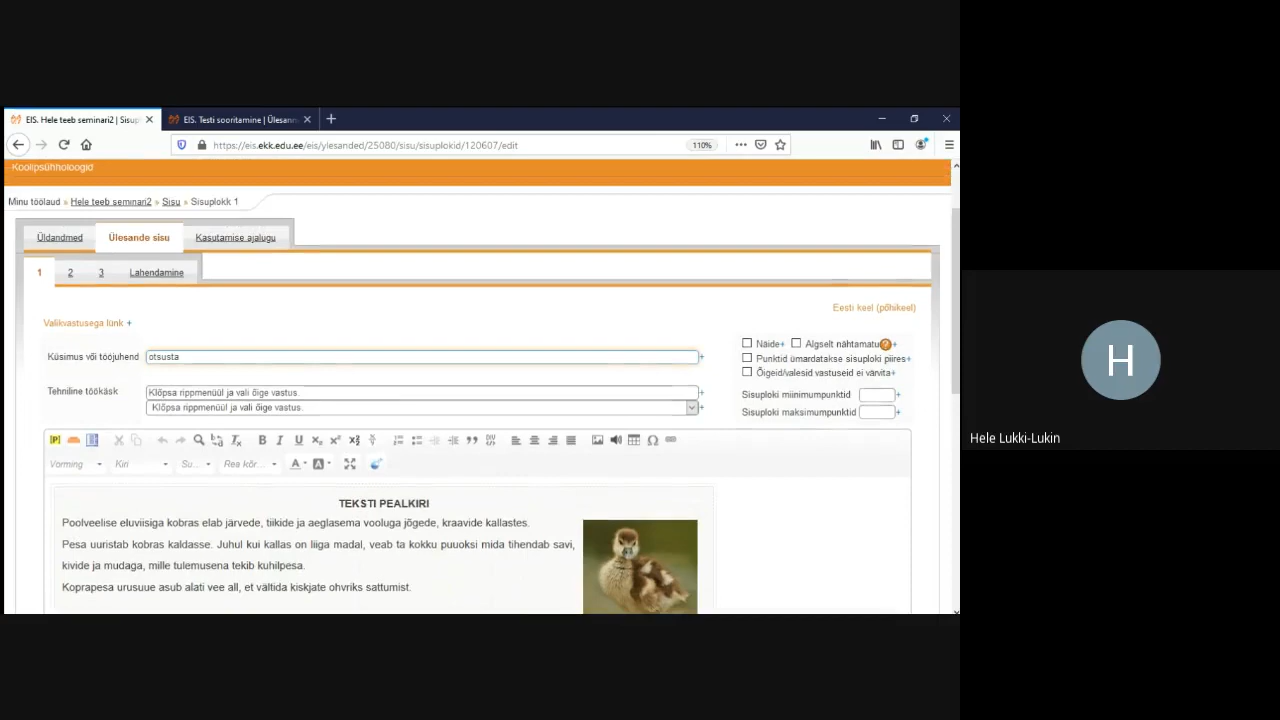 EIS. Hele teeb seminari2 | Sisup
EIS. Testi sooritamine | Ülesann
https://eis.ekk.edu.ee/eis/ylesanded/25080/sisu/sisuplokid/120607/edit
110%
Koolipsühholoogid
Minu töölaud » Hele teeb seminari2 » Sisu » Sisuplokk 1
Üldandmed
Ülesande sisu
Kasutamise ajalugu
1
2
3
Lahendamine
Eesti keel (põhikeel)
Valikvastusega lünk +
Küsimus või tööjuhend
otsusta
+
Näide+
Algselt nähtamatu
?
+
Punktid ümardatakse sisuploki piires+
Õigeid/valesid vastuseid ei värvita+
Tehniline töökäsk
Klõpsa rippmenüül ja vali õige vastus.
+
Klõpsa rippmenüül ja vali õige vastus.
+
Sisuploki miinimumpunktid
+
Sisuploki maksimumpunktid
+
Vorming
Kiri
Su...
Rea kõr...
TEKSTI PEALKIRI
Poolveelise eluviisiga kobras elab järvede, tiikide ja aeglasema vooluga jõgede, kraavide kallastes.
Pesa uuristab kobras kaldasse. Juhul kui kallas on liiga madal, veab ta kokku puuoksi mida tihendab savi,
kivide ja mudaga, mille tulemusena tekib kuhilpesa.
Koprapesa urusuue asub alati vee all, et vältida kiskjate ohvriks sattumist.
H
Hele Lukki-Lukin